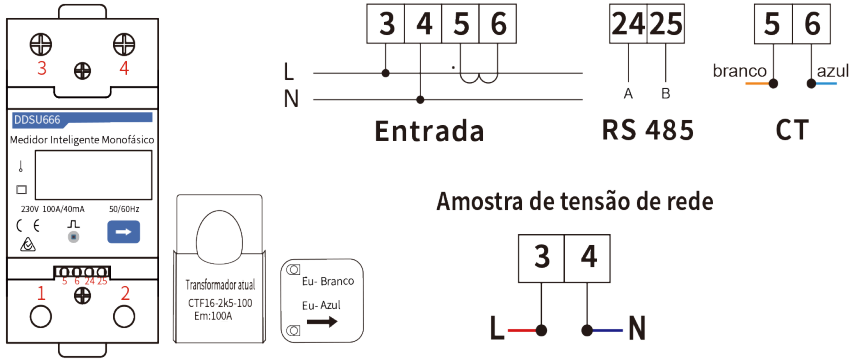 3 4
DDSU666
Medidor Inteligente Monofásico
230V 100A/40mA 50/60Hz
C E
5 6 24 25
1 2
Transformador atual
CTF16-2k5-100
Em:100A
Eu- Branco
Eu- Azul
3 4 5 6
L
N
Entrada
24 25
A B
RS 485
5 6
branco azul
CT
Amostra de tensão de rede
3 4
L N